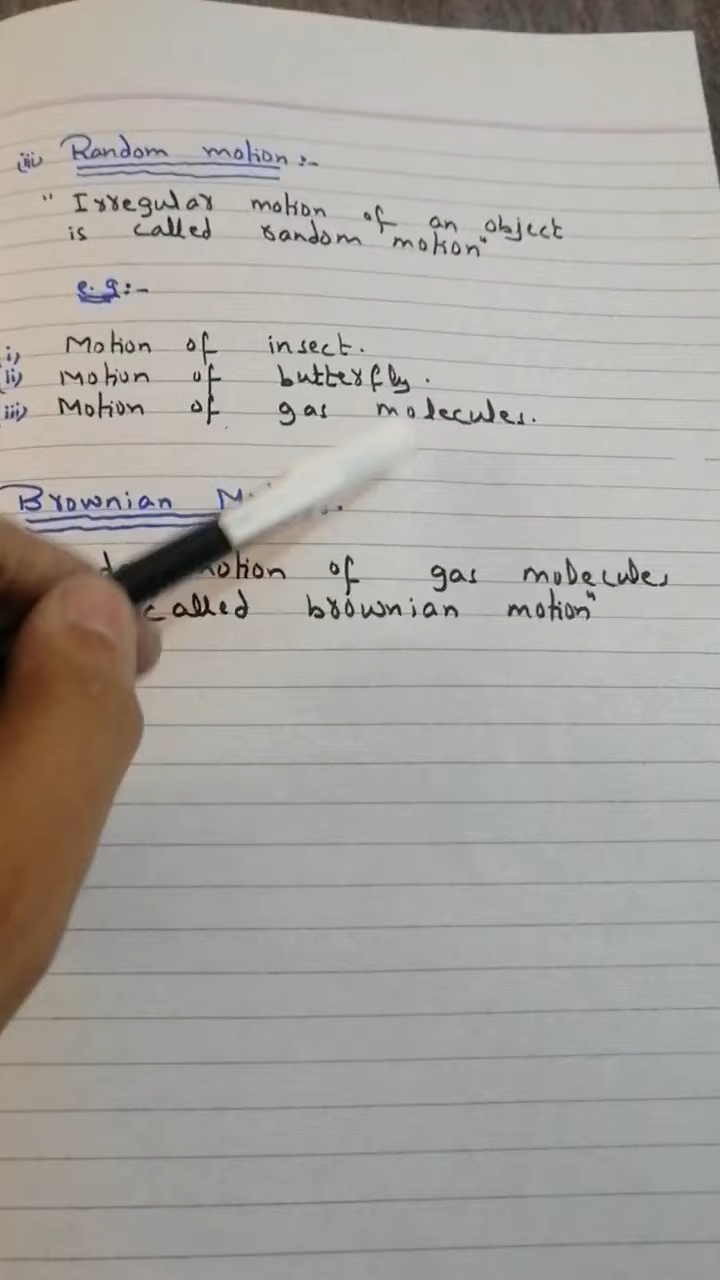 (iii) Random motion :-
" Irregular motion of an object
is called random motion"
e.g:-
i) Motion of insect.
(ii) Motion of butterfly.
(iii) Motion of gas molecules.
Brownian
motion of gas molecules
called brownian motion"